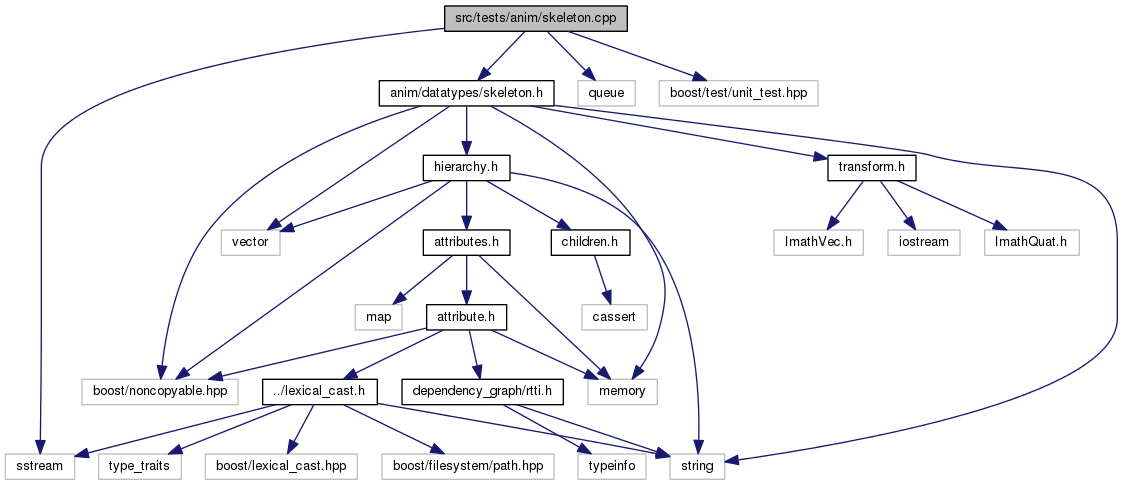 src/tests/anim/skeleton.cpp
anim/datatypes/skeleton.h
queue
boost/test/unit_test.hpp
hierarchy.h
transform.h
vector
attributes.h
children.h
ImathVec.h
iostream
ImathQuat.h
map
attribute.h
cassert
boost/noncopyable.hpp
../lexical_cast.h
dependency_graph/rtti.h
memory
sstream
type_traits
boost/lexical_cast.hpp
boost/filesystem/path.hpp
typeinfo
string